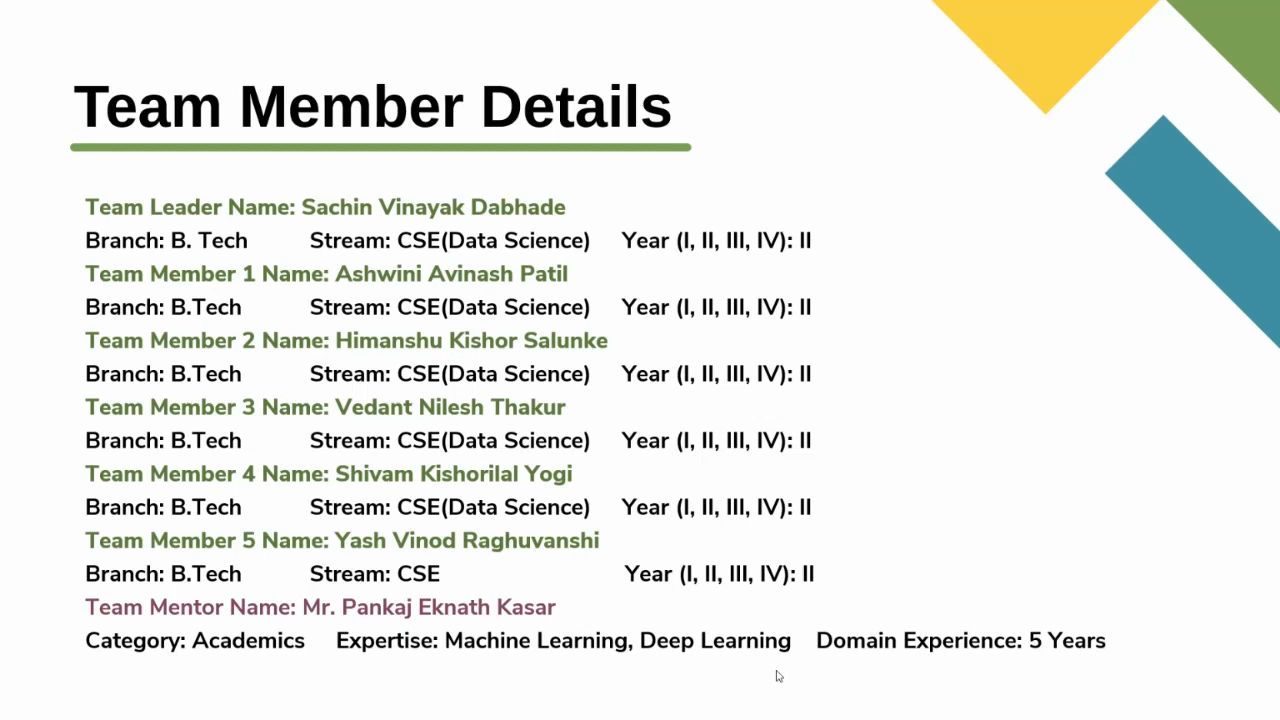 Team Member Details
Team Leader Name: Sachin Vinayak Dabhade
Branch: B. Tech Stream: CSE(Data Science) Year (I, II, III, IV): II
Team Member 1 Name: Ashwini Avinash Patil
Branch: B.Tech Stream: CSE(Data Science) Year (I, II, III, IV): II
Team Member 2 Name: Himanshu Kishor Salunke
Branch: B.Tech Stream: CSE(Data Science) Year (I, II, III, IV): II
Team Member 3 Name: Vedant Nilesh Thakur
Branch: B.Tech Stream: CSE(Data Science) Year (I, II, III, IV): II
Team Member 4 Name: Shivam Kishorilal Yogi
Branch: B.Tech Stream: CSE(Data Science) Year (I, II, III, IV): II
Team Member 5 Name: Yash Vinod Raghuvanshi
Branch: B.Tech Stream: CSE Year (I, II, III, IV): II
Team Mentor Name: Mr. Pankaj Eknath Kasar
Category: Academics Expertise: Machine Learning, Deep Learning Domain Experience: 5 Years